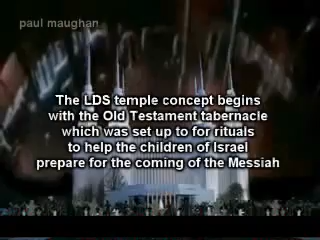 paul maughan
The LDS temple concept begins
with the Old Testament tabernacle
which was set up to for rituals
to help the children of Israel
prepare for the coming of the Messiah